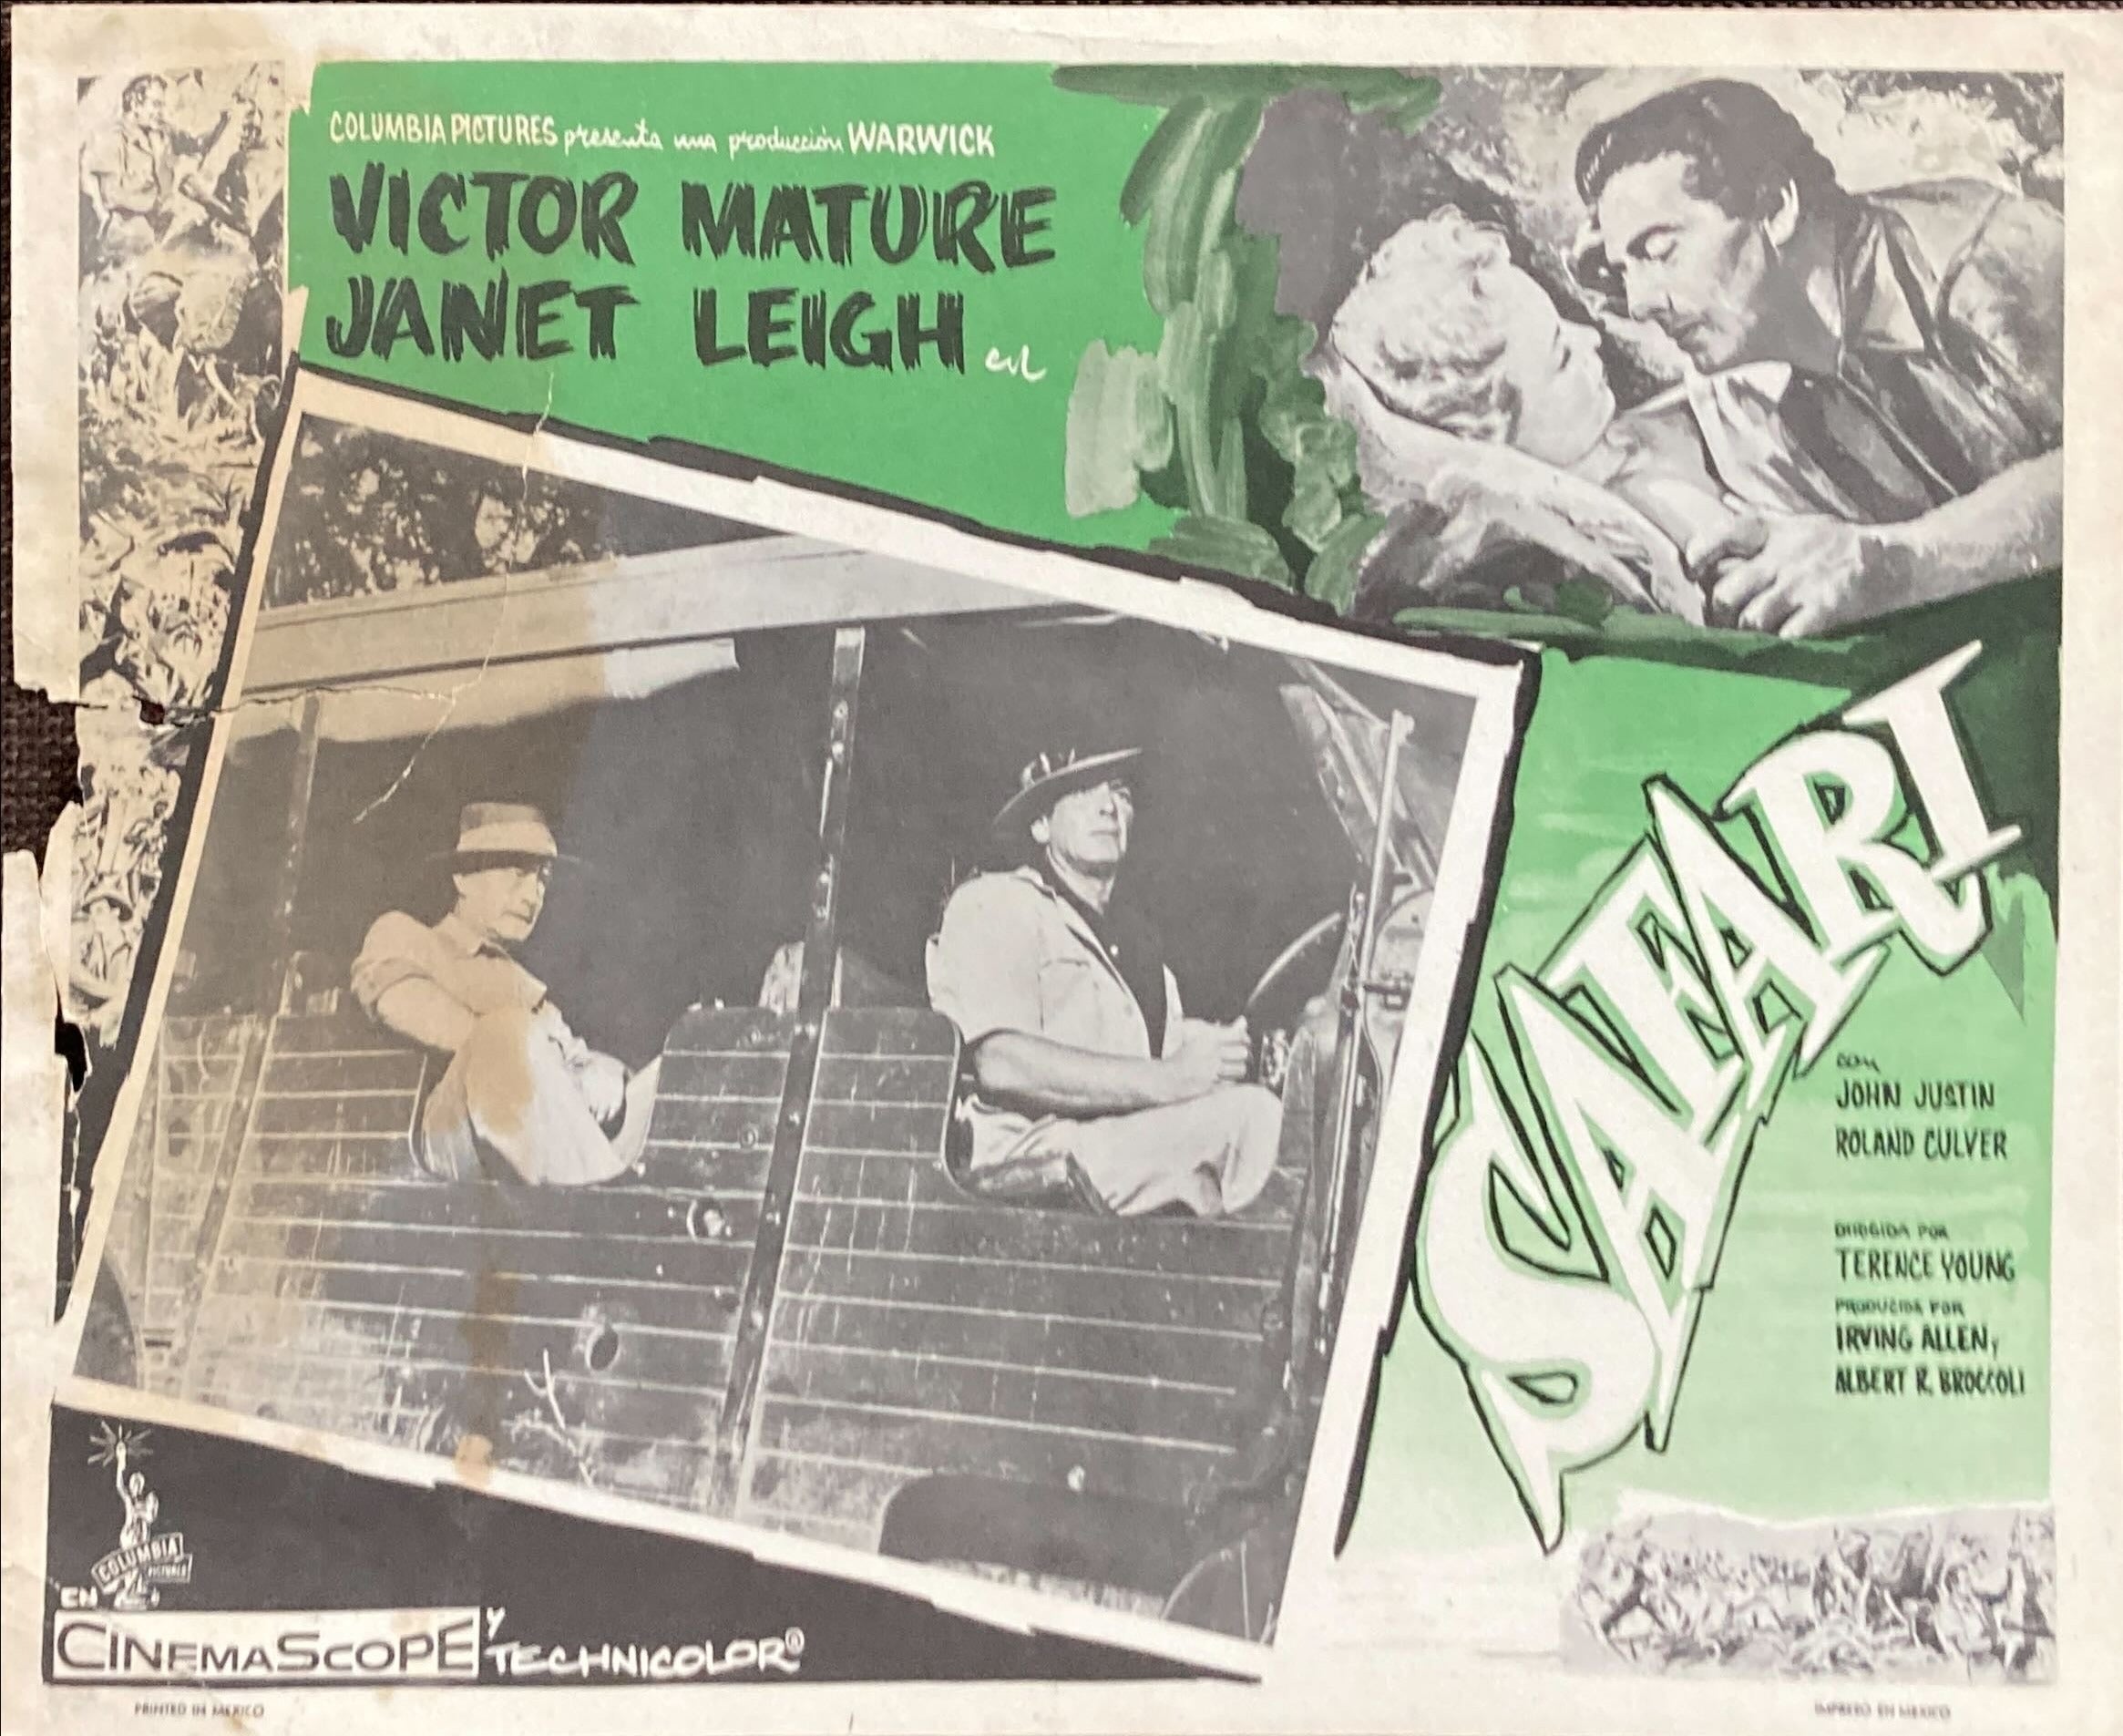 COLUMBIA PICTURES presenta una producción WARWICK
VICTOR MATURE
JANET LEIGH en
SAFARI
con
JOHN JUSTIN
ROLAND CULVER
DIRIGIDA POR
TERENCE YOUNG
PRODUCIDA POR
IRVING ALLEN,
ALBERT R. BROCCOLI
COLUMBIA
PICTURES
EN
CINEMASCOPE Y
TECHNICOLOR®
PRINTED IN MEXICO
IMPRESO EN MEXICO